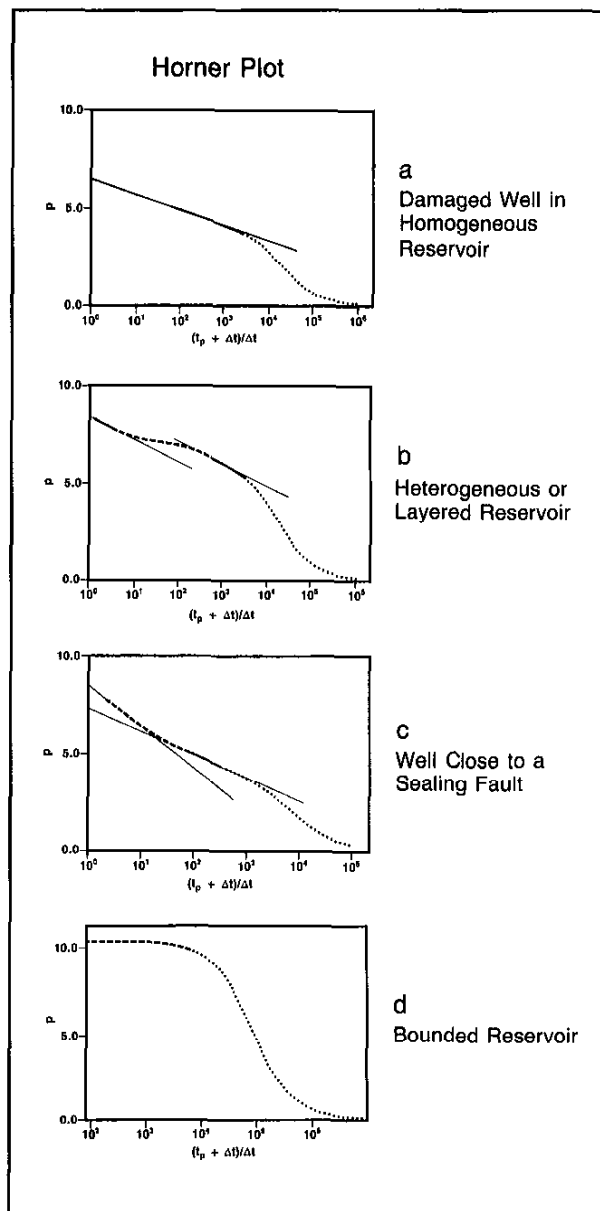 Horner Plot
10.0
5.0
0.0
p
10⁰ 10¹ 10² 10³ 10⁴ 10⁵ 10⁶
(tₚ + Δt)/Δt
a
Damaged Well in
Homogeneous
Reservoir
10.0
5.0
0.0
p
10⁰ 10¹ 10² 10³ 10⁴ 10⁵ 10⁶
(tₚ + Δt)/Δt
b
Heterogeneous or
Layered Reservoir
10.0
5.0
0.0
p
10⁰ 10¹ 10² 10³ 10⁴ 10⁵
(tₚ + Δt)/Δt
c
Well Close to a
Sealing Fault
10.0
5.0
0.0
p
(tₚ + Δt)/Δt
d
Bounded Reservoir